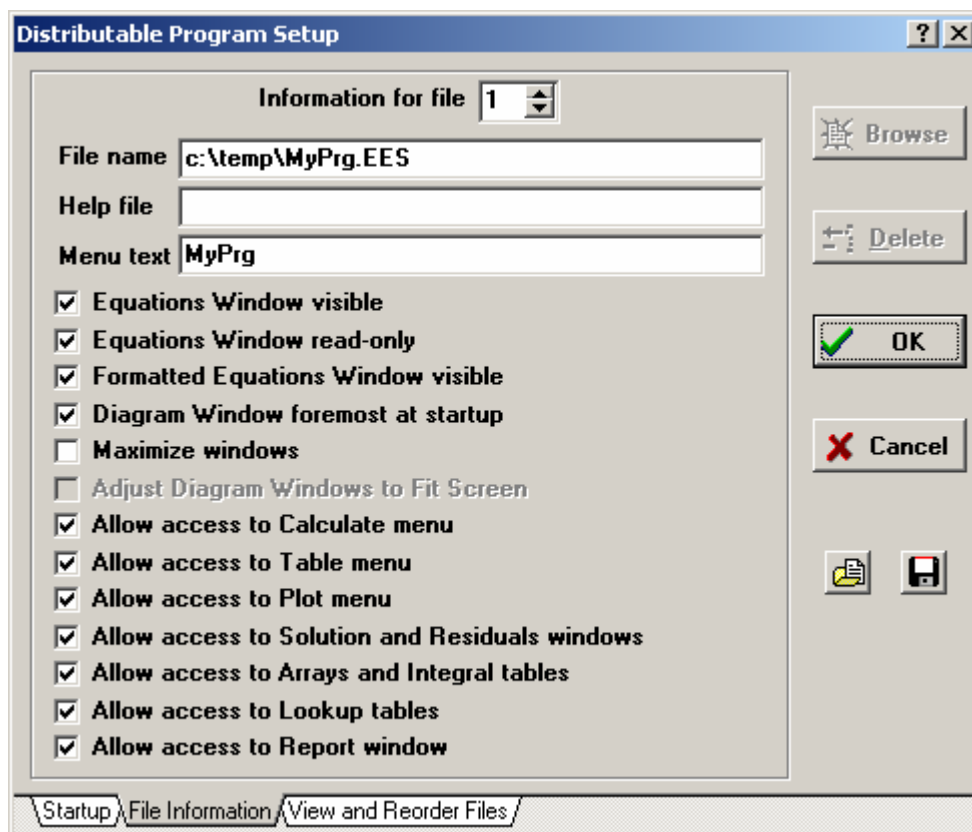 Distributable Program Setup
Information for file 1
File name c:\temp\MyPrg.EES
Help file
Menu text MyPrg
Equations Window visible
Equations Window read-only
Formatted Equations Window visible
Diagram Window foremost at startup
Maximize windows
Adjust Diagram Windows to Fit Screen
Allow access to Calculate menu
Allow access to Table menu
Allow access to Plot menu
Allow access to Solution and Residuals windows
Allow access to Arrays and Integral tables
Allow access to Lookup tables
Allow access to Report window
Browse
Delete
OK
Cancel
Startup File Information View and Reorder Files